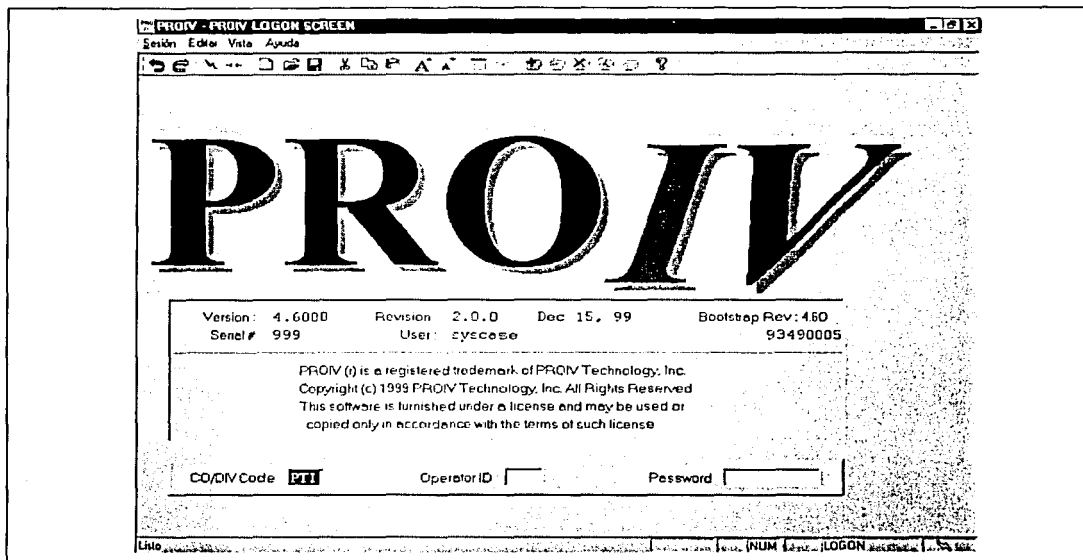 PROIV - PROIV LOGON SCREEN
Sesión Editar Vista Ayuda
PROIV
Version: 4.6000 Revision 2.0.0 Dec 15, 99 Bootstrap Rev: 4.60
Serial # 999 User: syscase 93490005
PROIV (r) is a registered trademark of PROIV Technology, Inc.
Copyright (c) 1999 PROIV Technology, Inc. All Rights Reserved
This software is furnished under a license and may be used or
copied only in accordance with the terms of such license
CO/DIV Code PTI Operator ID Password
Listo NUM LOGON